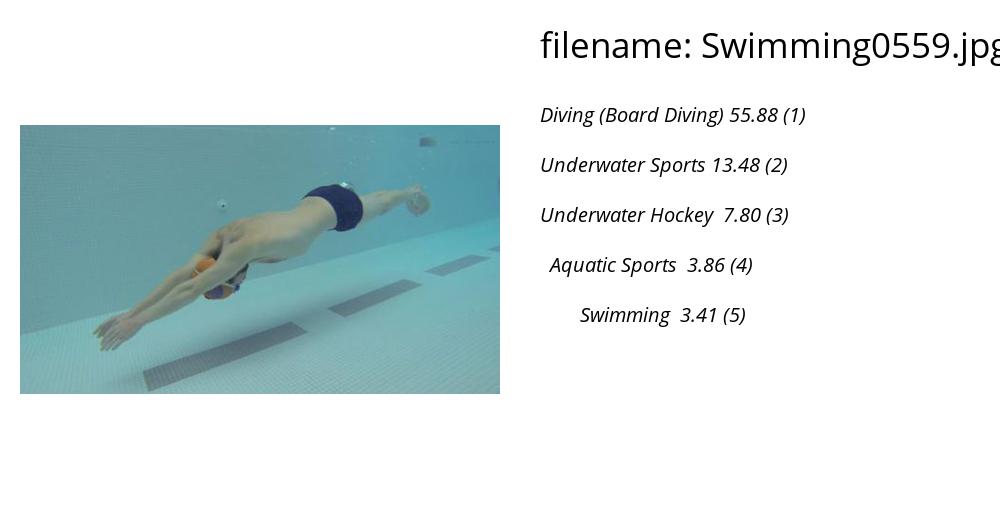 filename: Swimming0559.jpg
Diving (Board Diving) 55.88 (1)
Underwater Sports 13.48 (2)
Underwater Hockey 7.80 (3)
Aquatic Sports 3.86 (4)
Swimming 3.41 (5)